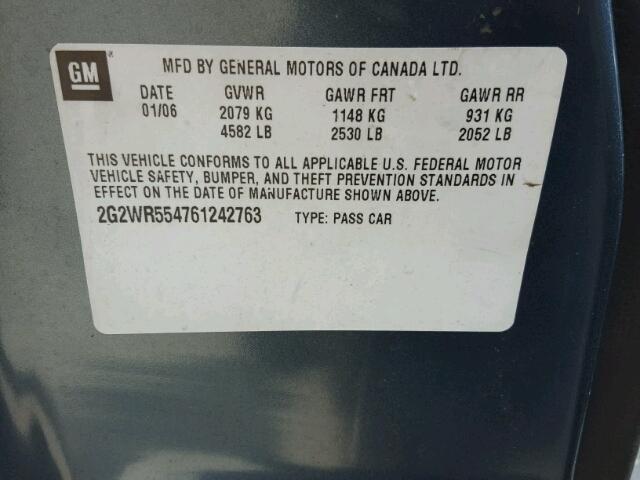 GM
MFD BY GENERAL MOTORS OF CANADA LTD.
DATE GVWR GAWR FRT GAWR RR
01/06 2079 KG 1148 KG 931 KG
4582 LB 2530 LB 2052 LB
THIS VEHICLE CONFORMS TO ALL APPLICABLE U.S. FEDERAL MOTOR
VEHICLE SAFETY, BUMPER, AND THEFT PREVENTION STANDARDS IN
EFFECT ON THE DATE OF MANUFACTURE SHOWN ABOVE.
2G2WR554761242763 TYPE: PASS CAR